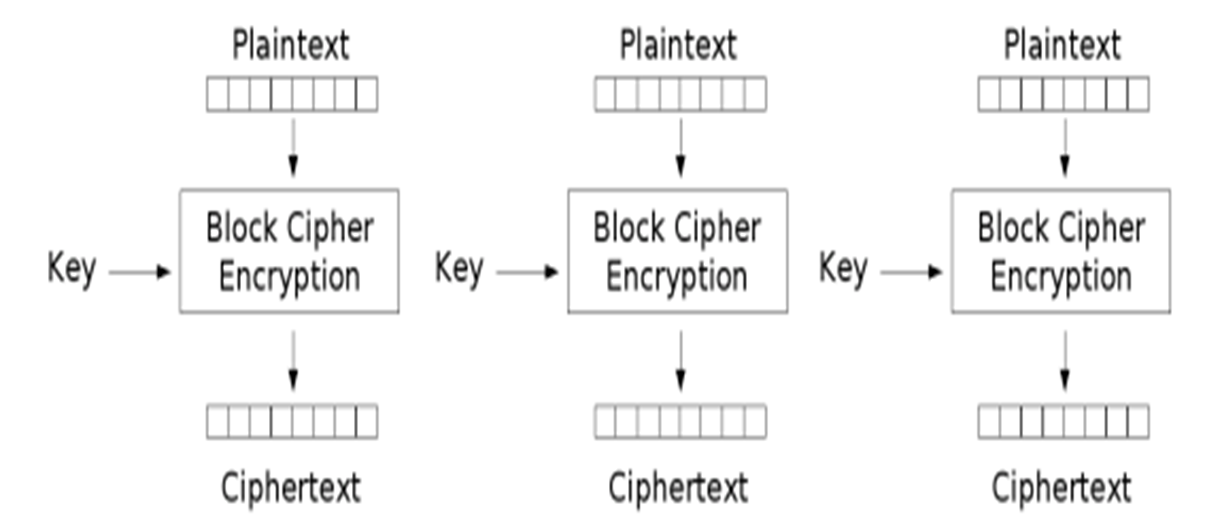 Plaintext Plaintext Plaintext
Block Cipher Block Cipher Block Cipher
Key Key Key
Encryption Encryption Encryption
Ciphertext Ciphertext Ciphertext